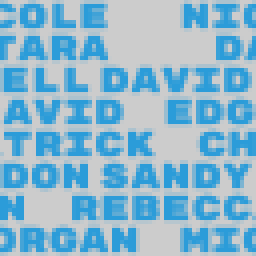 COLE NIC
TARA DA
ELL DAVID
AVID EDG
TRICK CH
DON SANDY
N REBECC
ORGAN MIC